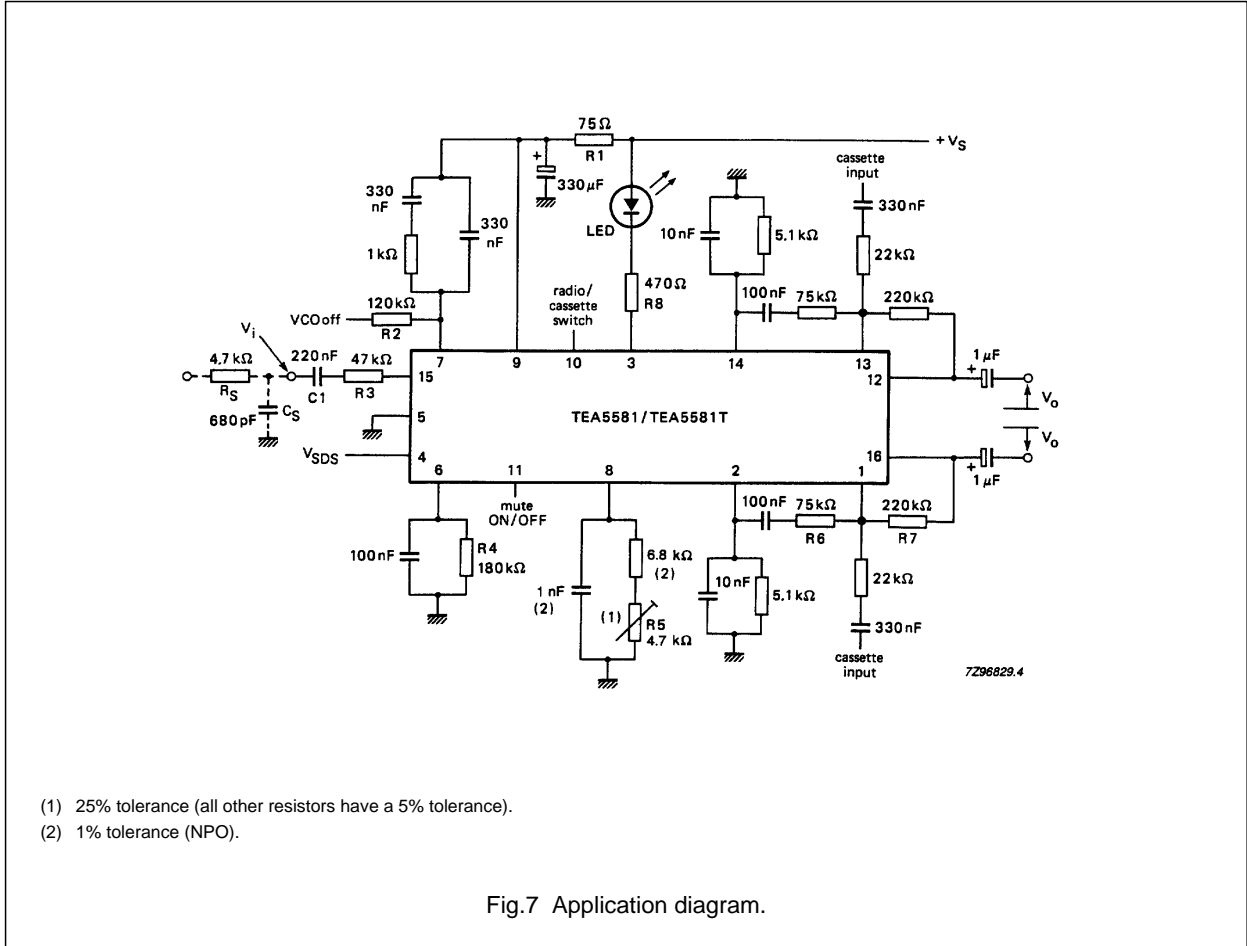 75Ω
R1
+VS
cassette
input
330
nF
330 µF
+
330
nF
LED
10 nF
5.1 kΩ
330 nF
1 kΩ
22 kΩ
120 kΩ
radio/
cassette
switch
470Ω
R8
100 nF
75 kΩ
220 kΩ
VCO off
R2
Vi
7
9
10
3
14
13
1 µF
+
4.7 kΩ
220 nF
47 kΩ
RS
C1
R3
15
12
680 pF
CS
5
TEA5581/TEA5581T
Vo
Vo
VSDS
4
16
+
1 µF
6
11
8
2
1
mute
ON/OFF
100 nF
75 kΩ
220 kΩ
R6
R7
100 nF
R4
180 kΩ
6.8 kΩ
(2)
1 nF
(2)
(1)
R5
4.7 kΩ
10 nF
5.1 kΩ
22 kΩ
330 nF
cassette
input
7Z96829.4
(1) 25% tolerance (all other resistors have a 5% tolerance).
(2) 1% tolerance (NPO).
Fig.7 Application diagram.